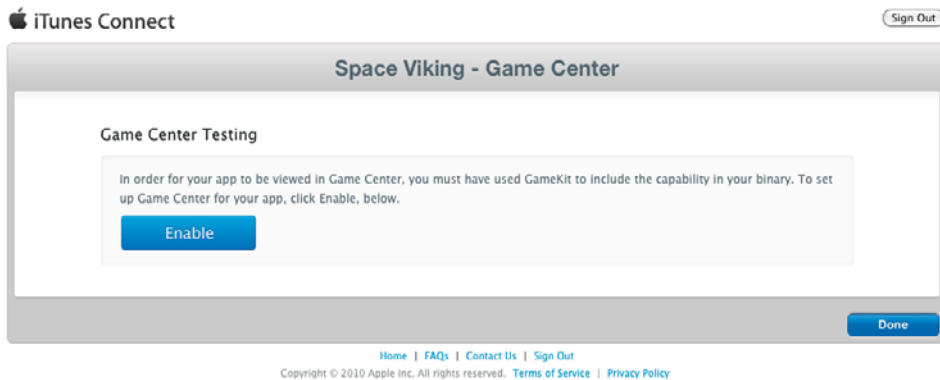 iTunes Connect
Sign Out
Space Viking - Game Center
Game Center Testing
In order for your app to be viewed in Game Center, you must have used GameKit to include the capability in your binary. To set
up Game Center for your app, click Enable, below.
Enable
Done
Home | FAQs | Contact Us | Sign Out
Copyright © 2010 Apple Inc. All rights reserved. Terms of Service | Privacy Policy